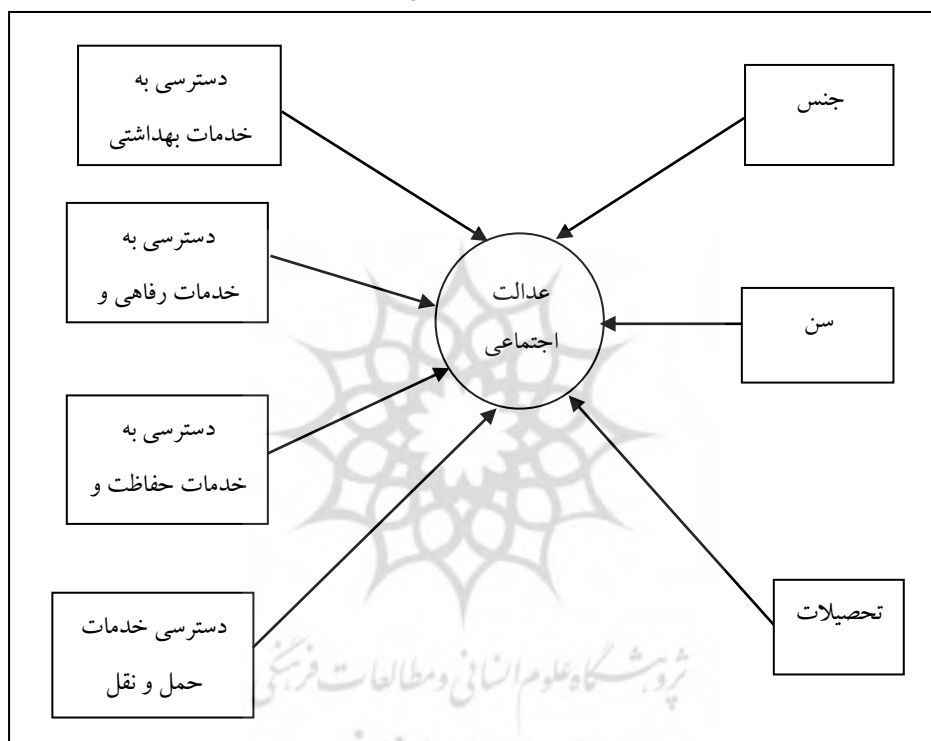 دسترسی به
خدمات بهداشتی
جنس
دسترسی به
خدمات رفاهی و
عدالت
اجتماعی
سن
دسترسی به
خدمات حفاظت و
دسترسی خدمات
حمل و نقل
تحصیلات
پژوهشگاه علوم انسانی و مطالعات فرهنگی